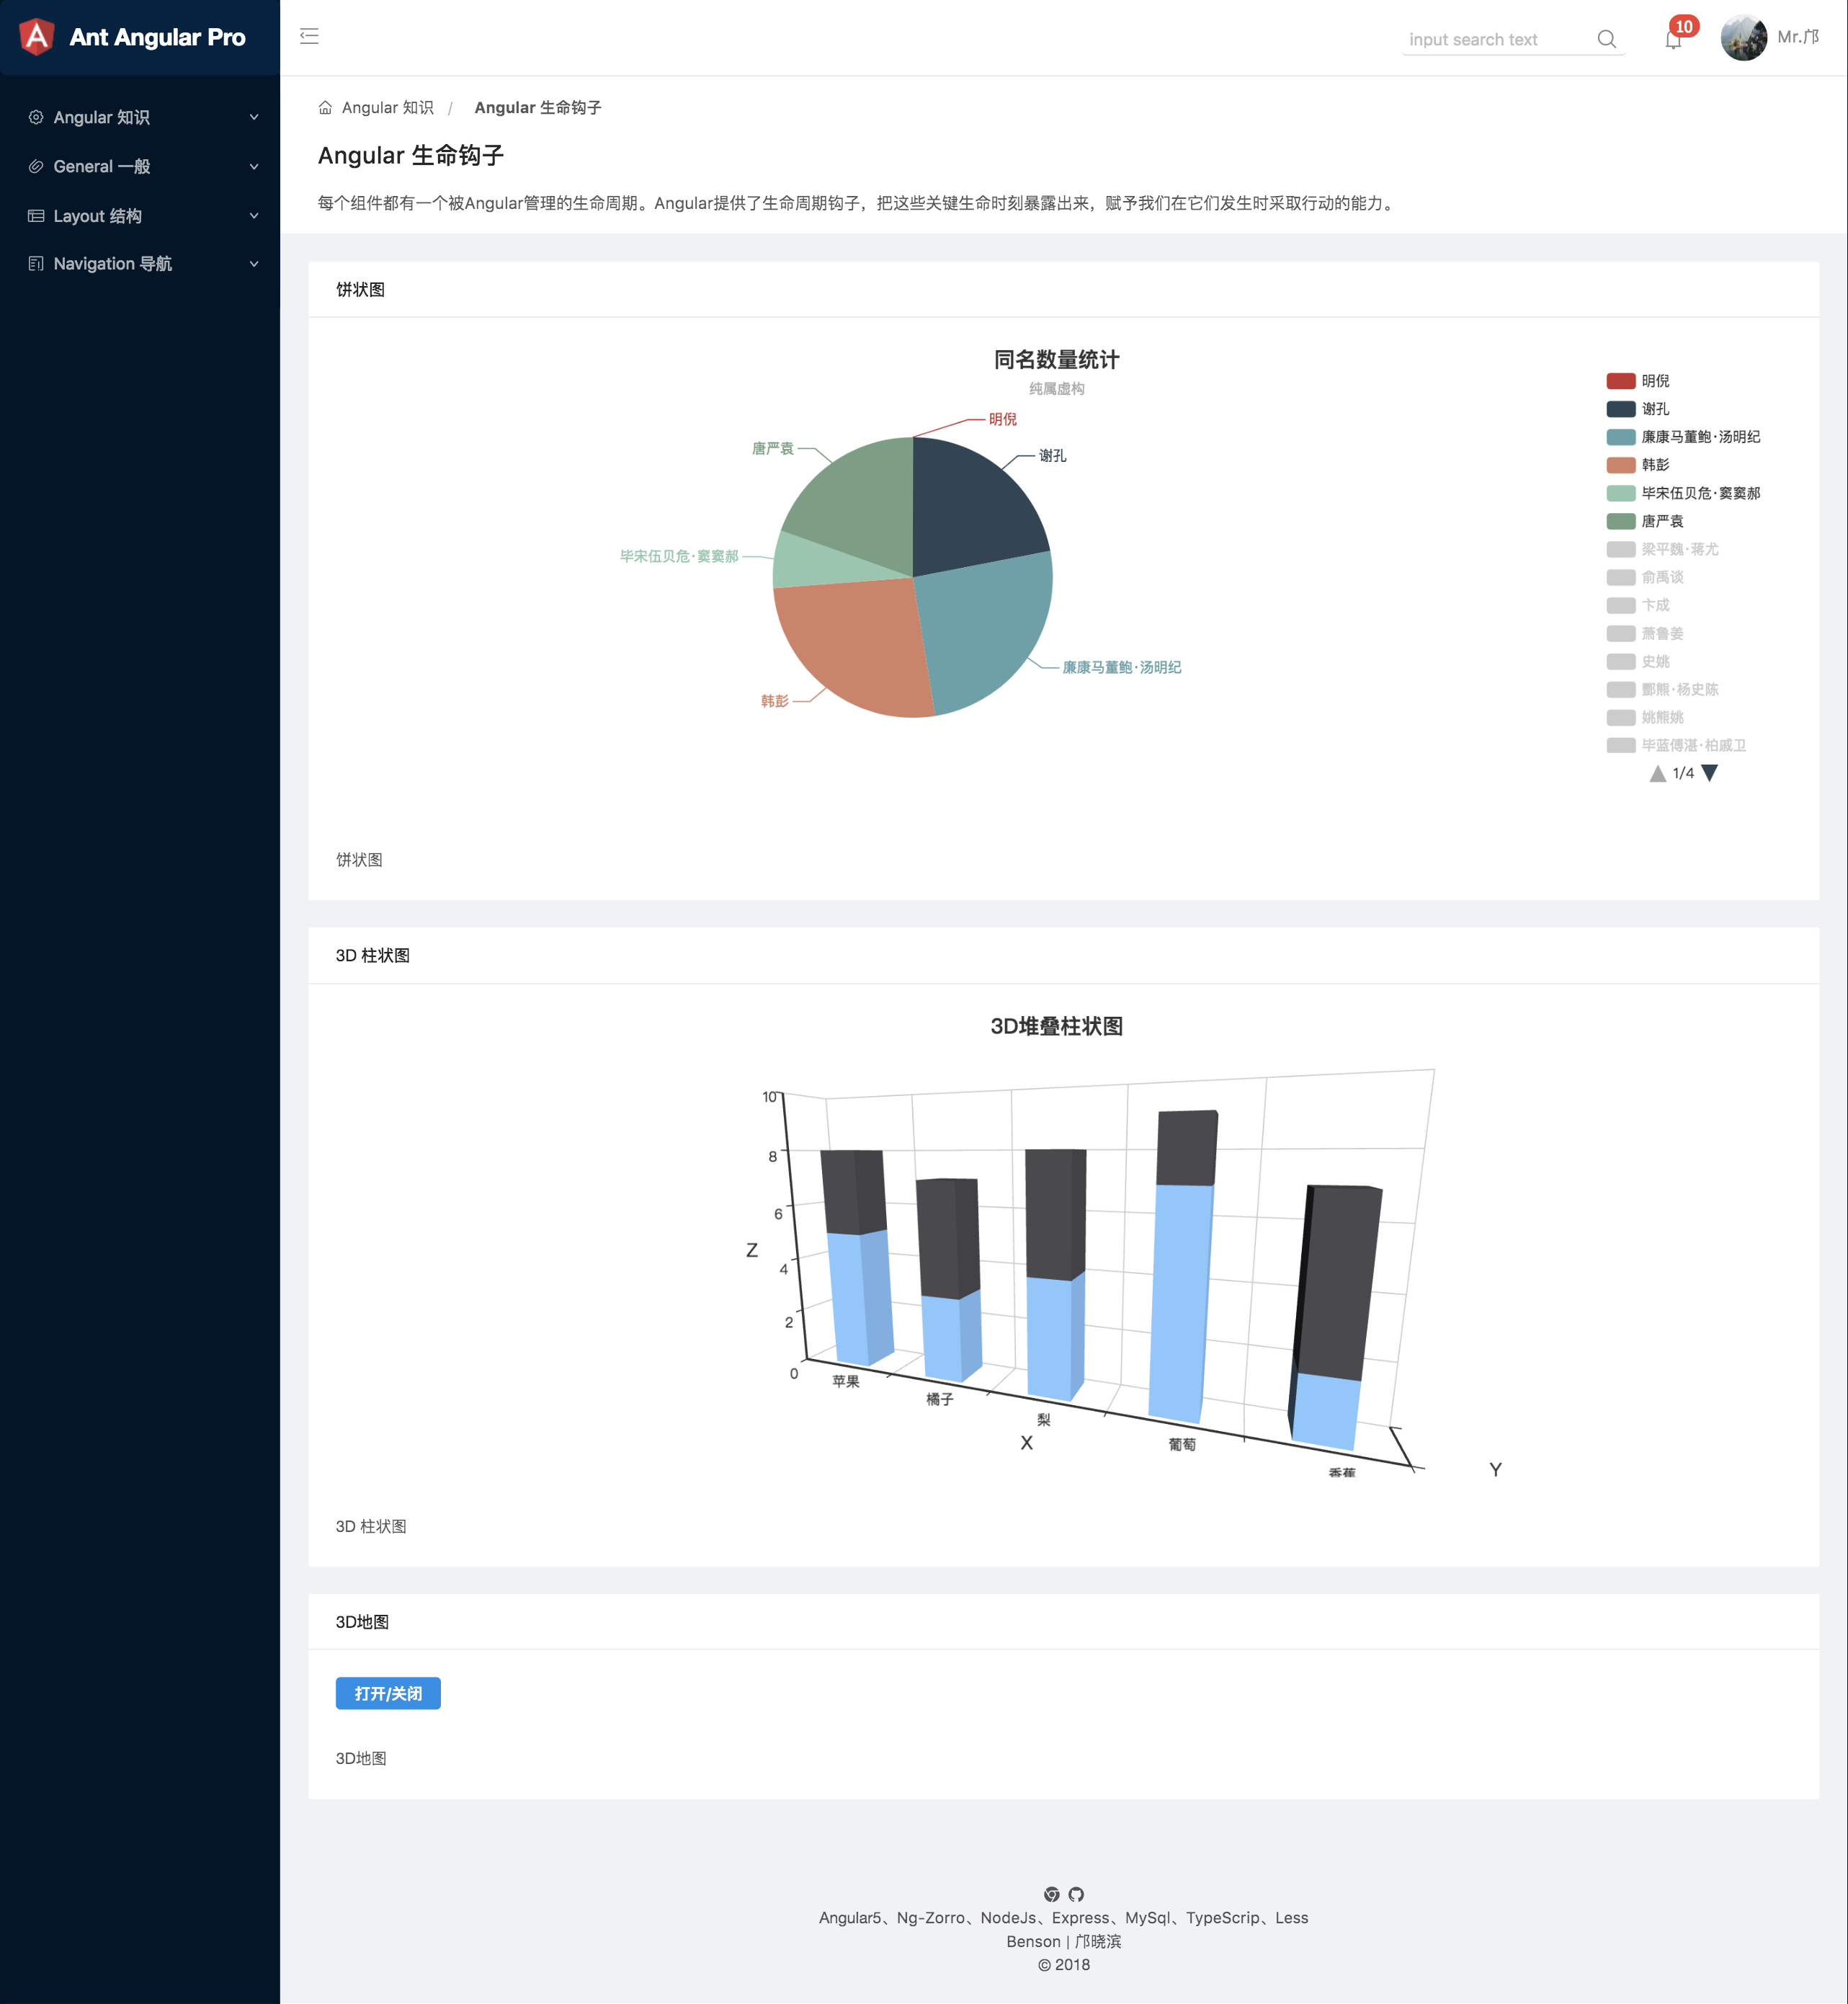 Ant Angular Pro
input search text
10
Mr.邝
Angular 知识
General 一般
Layout 结构
Navigation 导航
Angular 知识 / Angular 生命钩子
Angular 生命钩子
每个组件都有一个被Angular管理的生命周期。Angular提供了生命周期钩子，把这些关键生命时刻暴露出来，赋予我们在它们发生时采取行动的能力。
饼状图
同名数量统计
纯属虚构
明倪
谢孔
唐严袁
毕宋伍贝危·窦窦郝
廉康马董鲍·汤明纪
韩彭
明倪
谢孔
廉康马董鲍·汤明纪
韩彭
毕宋伍贝危·窦窦郝
唐严袁
梁平魏·蒋尤
俞禹谈
卞成
萧鲁姜
史姚
酆熊·杨史陈
姚熊姚
毕蓝傅湛·柏戚卫
1/4
饼状图
3D 柱状图
3D堆叠柱状图
10
8
6
Z
4
2
0
苹果
橘子
梨
X
葡萄
香蕉
Y
3D 柱状图
3D地图
打开/关闭
3D地图
Angular5、Ng-Zorro、NodeJs、Express、MySql、TypeScrip、Less
Benson | 邝晓滨
© 2018